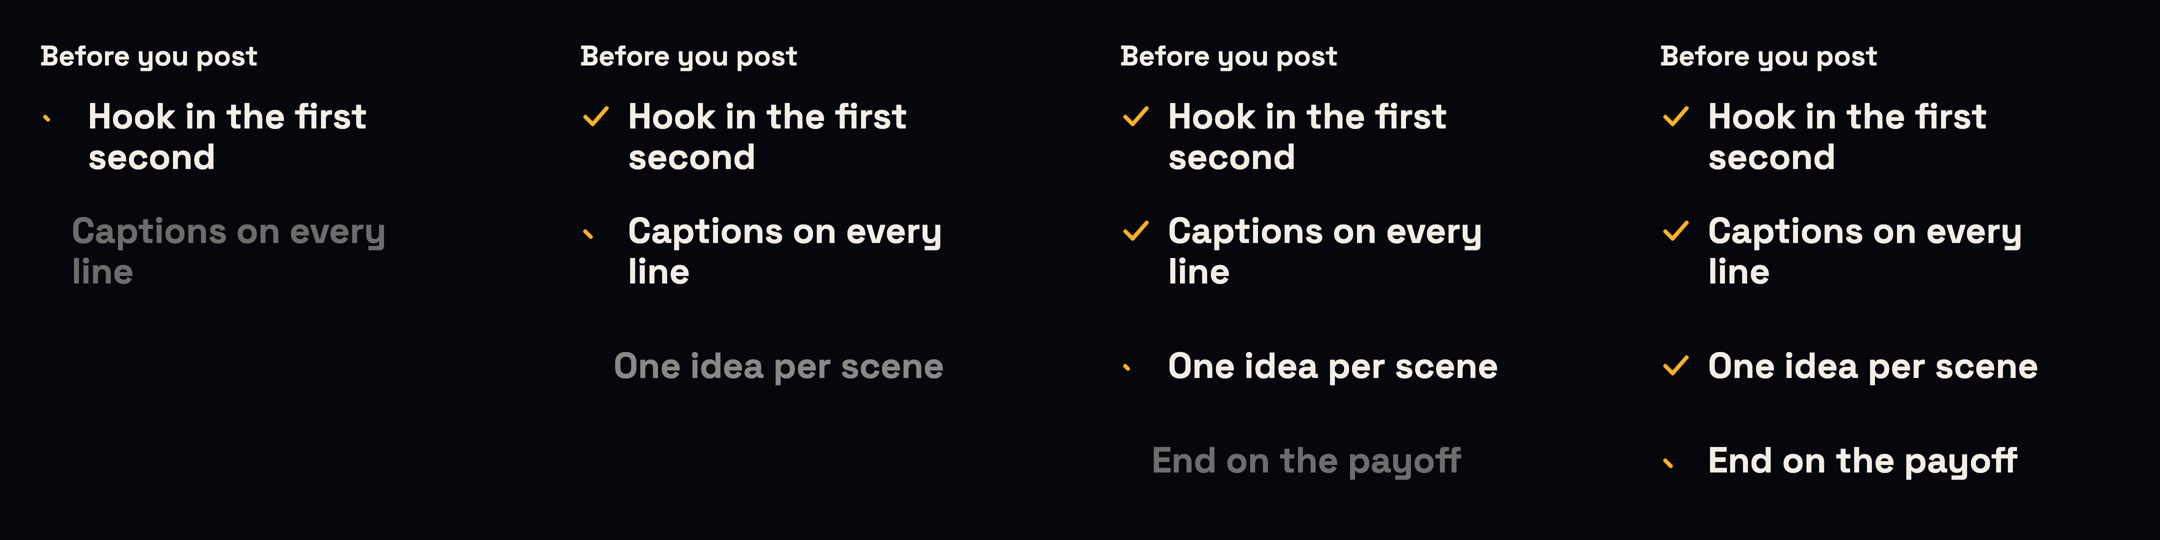 Before you post
Hook in the first
second
Captions on every
line
Before you post
Hook in the first
second
Captions on every
line
One idea per scene
Before you post
Hook in the first
second
Captions on every
line
One idea per scene
End on the payoff
Before you post
Hook in the first
second
Captions on every
line
One idea per scene
End on the payoff